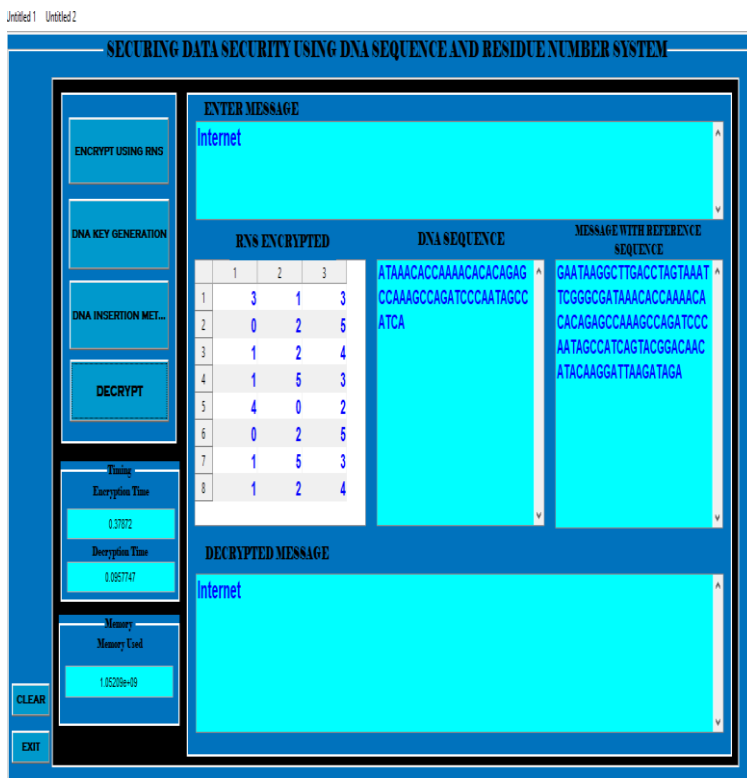 Untitled 1 Untitled 2
SECURING DATA SECURITY USING DNA SEQUENCE AND RESIDUE NUMBER SYSTEM
ENCRYPT USING RNS
DNA KEY GENERATION
DNA INSERTION MET...
DECRYPT
Timing
Encryption Time
0.37872
Decryption Time
0.0957747
Memory
Memory Used
1.05209e+09
CLEAR
EXIT
ENTER MESSAGE
Internet
RNS ENCRYPTED
1 2 3
1 3 1 3
2 0 2 5
3 1 2 4
4 1 5 3
5 4 0 2
6 0 2 5
7 1 5 3
8 1 2 4
DNA SEQUENCE
ATAAACACCAAAACACACAGAG
CCAAAGCCAGATCCCAATAGCC
ATCA
MESSAGE WITH REFERENCE
SEQUENCE
GAATAAGGCTTGACCTAGTAAAT
TCGGGCGATAAACACCAAAACA
CACAGAGCCAAAGCCAGATCCC
AATAGCCATCAGTACGGACAAC
ATACAAGGATTAAGATAGA
DECRYPTED MESSAGE
Internet